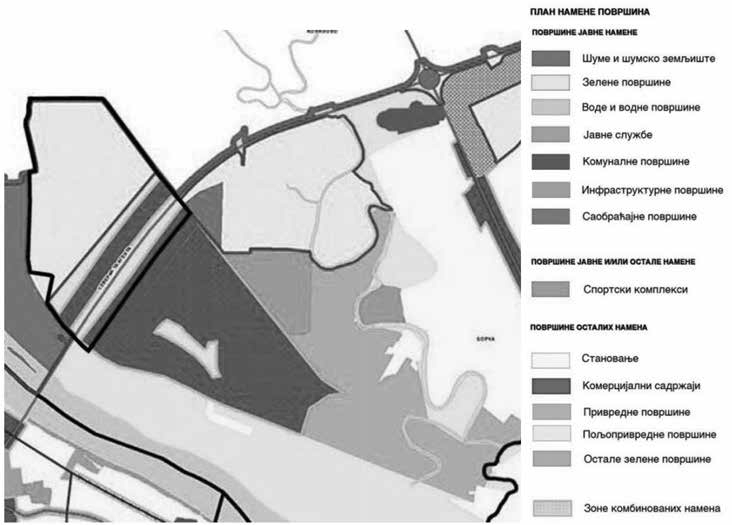 ПЛАН НАМЕНЕ ПОВРШИНА
ПОВРШИНЕ ЈАВНЕ НАМЕНЕ
Шуме и шумско земљиште
Зелене површине
Воде и водне површине
Јавне службе
Комуналне површине
Инфраструктурне површине
Саобраћајне површине
ПОВРШИНЕ ЈАВНЕ И/ИЛИ ОСТАЛЕ НАМЕНЕ
Спортски комплекси
ПОВРШИНЕ ОСТАЛИХ НАМЕНА
Становање
Комерцијални садржаји
Привредне површине
Пољопривредне површине
Остале зелене површине
Зоне комбинованих намена
БОРЧА